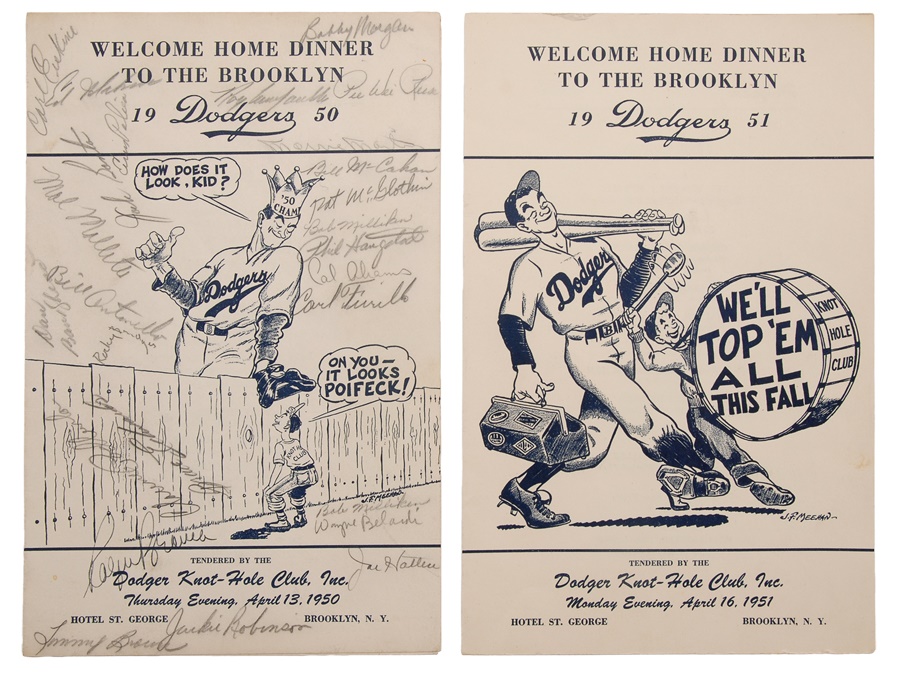 Bobby Morgan
WELCOME HOME DINNER
TO THE BROOKLYN
19 Dodgers 50
Carl Erskine
Roy Campanella Pee Wee Reese
HOW DOES IT
LOOK, KID?
'50
CHAMPS
Dodgers
Bill McCahan
Pat McGlothin
Bob Milliken
Phil Haugstad
Cal Abrams
Carl Furillo
Bill Antonello
ON YOU—
IT LOOKS
POIFECK!
KNOT HOLE
CLUB
J.P. MEEHAN
Bob Milliken
Wayne Belardi
Joe Hatten
TENDERED BY THE
Dodger Knot-Hole Club, Inc.
Thursday Evening, April 13, 1950
HOTEL ST. GEORGE BROOKLYN, N. Y.
Jackie Robinson
Tommy Brown
WELCOME HOME DINNER
TO THE BROOKLYN
19 Dodgers 51
Dodgers
WE'LL
TOP 'EM
ALL
THIS FALL
KNOT
HOLE
CLUB
J.P. MEEHAN
TENDERED BY THE
Dodger Knot-Hole Club, Inc.
Monday Evening, April 16, 1951
HOTEL ST. GEORGE BROOKLYN, N. Y.